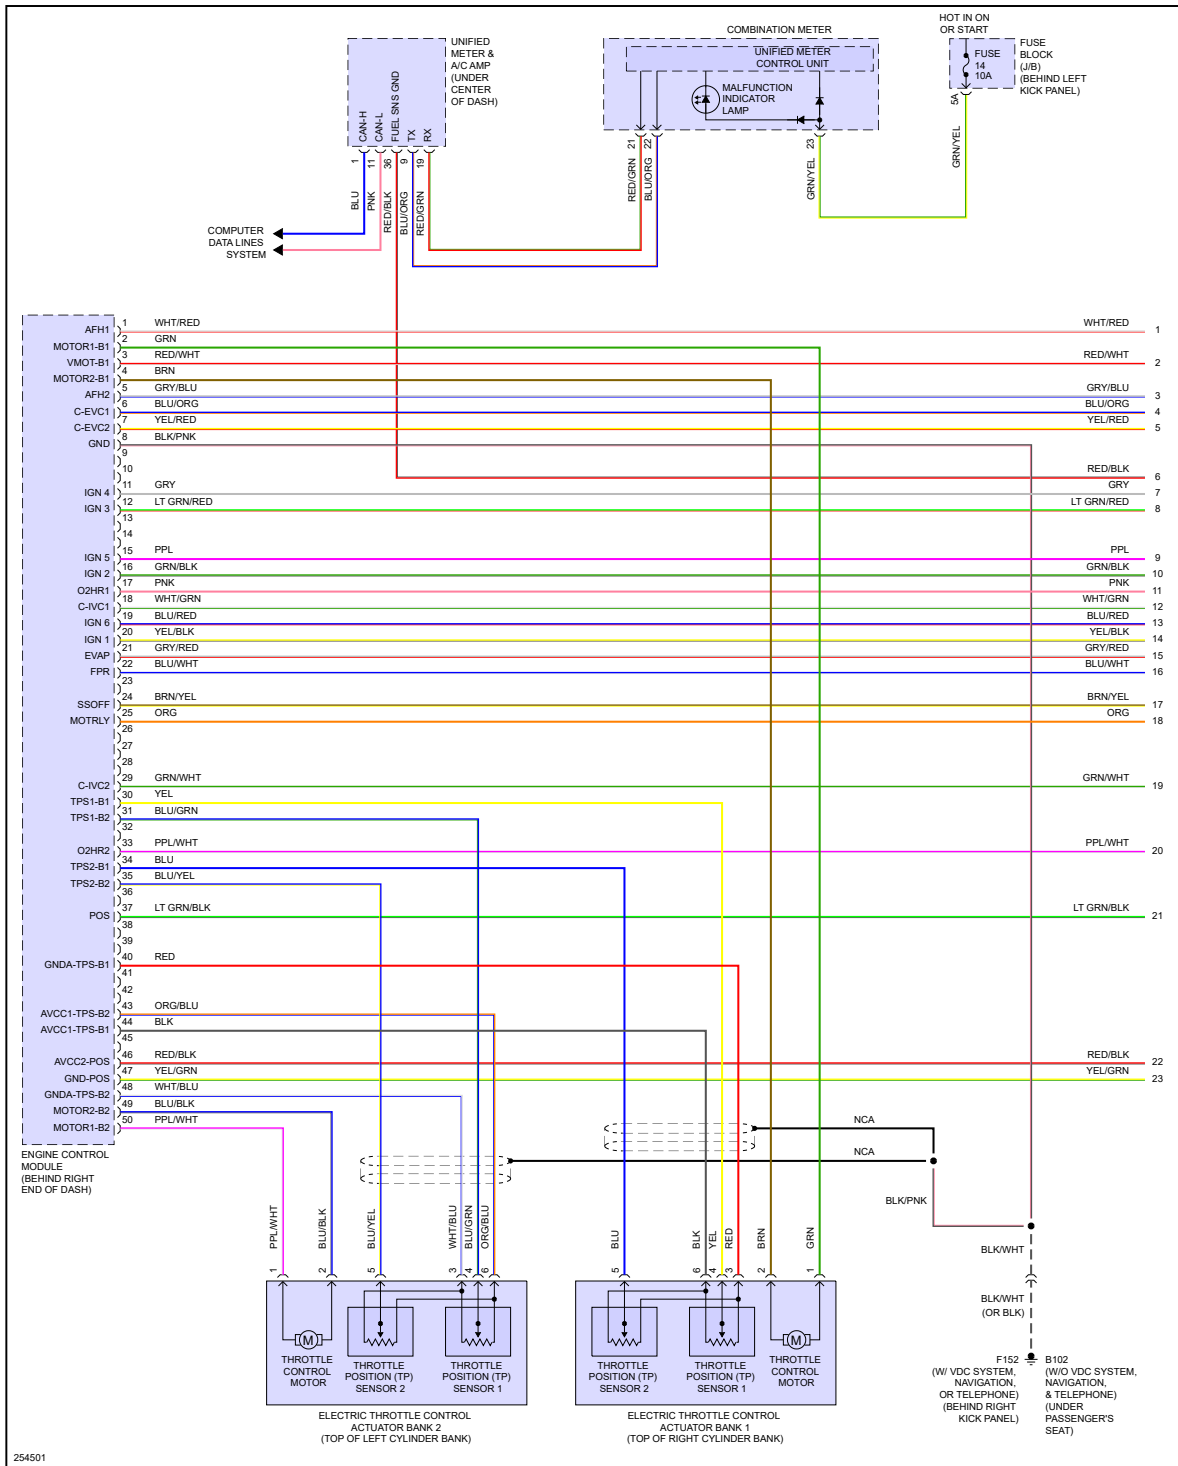 HOT IN ON
OR START
COMBINATION METER
UNIFIED
METER &
A/C AMP
(UNDER
CENTER
OF DASH)
UNIFIED METER
CONTROL UNIT
FUSE
14
10A
FUSE
BLOCK
(J/B)
(BEHIND LEFT
KICK PANEL)
MALFUNCTION
INDICATOR
LAMP
CAN-H
CAN-L
FUEL SNS GND
TX
RX
1
11
36
9
19
21
22
23
5A
BLU
PNK
RED/BLK
BLU/ORG
RED/GRN
RED/GRN
BLU/ORG
GRN/YEL
GRN/YEL
COMPUTER
DATA LINES
SYSTEM
AFH1 1 WHT/RED WHT/RED 1
MOTOR1-B1 2 GRN
VMOT-B1 3 RED/WHT RED/WHT 2
MOTOR2-B1 4 BRN
AFH2 5 GRY/BLU GRY/BLU 3
C-EVC1 6 BLU/ORG BLU/ORG 4
C-EVC2 7 YEL/RED YEL/RED 5
GND 8 BLK/PNK
9
10 RED/BLK 6
IGN 4 11 GRY GRY 7
IGN 3 12 LT GRN/RED LT GRN/RED 8
13
14
IGN 5 15 PPL PPL 9
IGN 2 16 GRN/BLK GRN/BLK 10
O2HR1 17 PNK PNK 11
C-IVC1 18 WHT/GRN WHT/GRN 12
IGN 6 19 BLU/RED BLU/RED 13
IGN 1 20 YEL/BLK YEL/BLK 14
EVAP 21 GRY/RED GRY/RED 15
FPR 22 BLU/WHT BLU/WHT 16
23
SSOFF 24 BRN/YEL BRN/YEL 17
MOTRLY 25 ORG ORG 18
26
27
28
C-IVC2 29 GRN/WHT GRN/WHT 19
TPS1-B1 30 YEL
TPS1-B2 31 BLU/GRN
32
O2HR2 33 PPL/WHT PPL/WHT 20
TPS2-B1 34 BLU
TPS2-B2 35 BLU/YEL
36
POS 37 LT GRN/BLK LT GRN/BLK 21
38
39
GNDA-TPS-B1 40 RED
41
42
AVCC1-TPS-B2 43 ORG/BLU
AVCC1-TPS-B1 44 BLK
45
AVCC2-POS 46 RED/BLK RED/BLK 22
GND-POS 47 YEL/GRN YEL/GRN 23
GNDA-TPS-B2 48 WHT/BLU
MOTOR2-B2 49 BLU/BLK
MOTOR1-B2 50 PPL/WHT
ENGINE CONTROL
MODULE
(BEHIND RIGHT
END OF DASH)
NCA
NCA
BLK/PNK
BLK/WHT
BLK/WHT
(OR BLK)
PPL/WHT
BLU/BLK
BLU/YEL
WHT/BLU
BLU/GRN
ORG/BLU
BLU
BLK
YEL
RED
BRN
GRN
1
2
5
3
4
6
5
6
4
3
2
1
M
THROTTLE
CONTROL
MOTOR
THROTTLE
POSITION (TP)
SENSOR 2
THROTTLE
POSITION (TP)
SENSOR 1
THROTTLE
POSITION (TP)
SENSOR 2
THROTTLE
POSITION (TP)
SENSOR 1
M
THROTTLE
CONTROL
MOTOR
ELECTRIC THROTTLE CONTROL
ACTUATOR BANK 2
(TOP OF LEFT CYLINDER BANK)
ELECTRIC THROTTLE CONTROL
ACTUATOR BANK 1
(TOP OF RIGHT CYLINDER BANK)
F152
(W/ VDC SYSTEM,
NAVIGATION,
OR TELEPHONE)
(BEHIND RIGHT
KICK PANEL)
B102
(W/O VDC SYSTEM,
NAVIGATION,
& TELEPHONE)
(UNDER
PASSENGER'S
SEAT)
254501